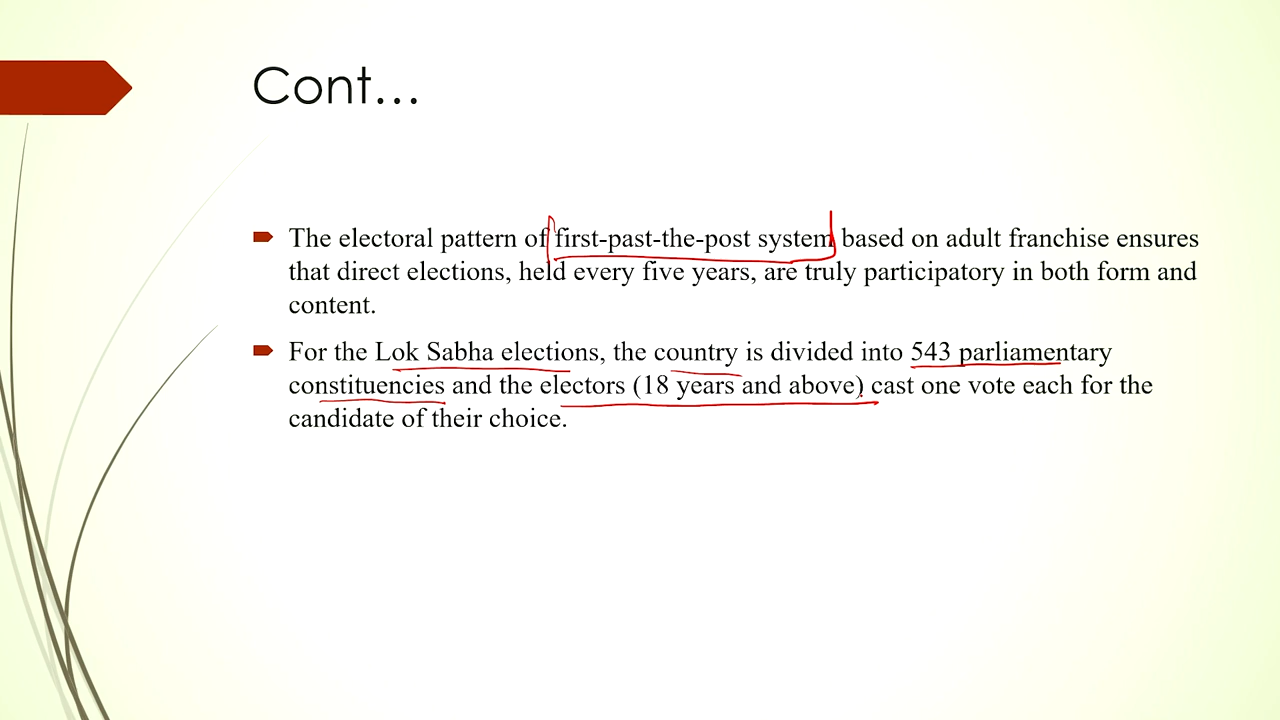 Cont...
The electoral pattern of first-past-the-post system based on adult franchise ensures
that direct elections, held every five years, are truly participatory in both form and
content.
For the Lok Sabha elections, the country is divided into 543 parliamentary
constituencies and the electors (18 years and above) cast one vote each for the
candidate of their choice.